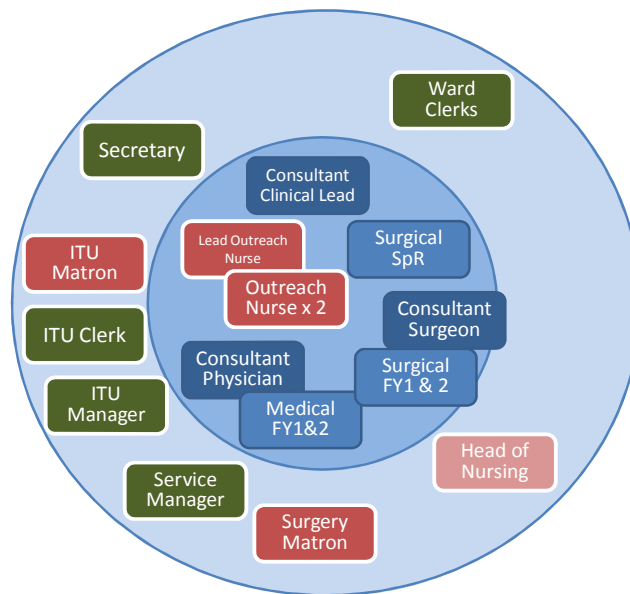 Ward
Clerks
Secretary
Consultant
Clinical Lead
Lead Outreach
Nurse
Surgical
SpR
ITU
Matron
Outreach
Nurse x 2
Consultant
Surgeon
ITU Clerk
Consultant
Physician
Surgical
FY1 & 2
ITU
Manager
Medical
FY1&2
Head of
Nursing
Service
Manager
Surgery
Matron